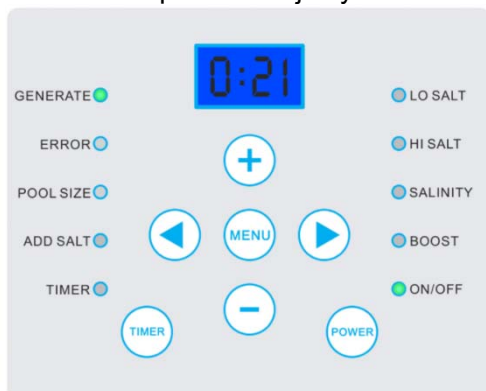 0:21
GENERATE
LO SALT
ERROR
HI SALT
+
POOL SIZE
SALINITY
ADD SALT
MENU
BOOST
TIMER
-
ON/OFF
TIMER
POWER